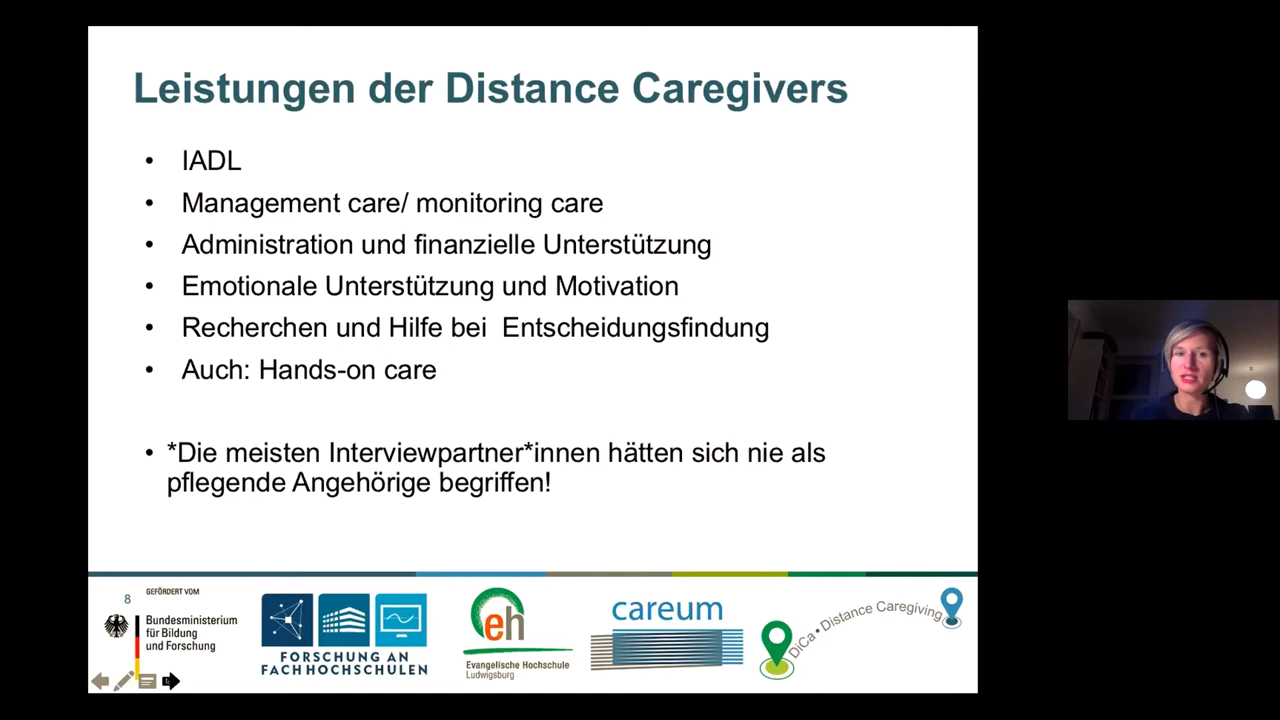 Leistungen der Distance Caregivers
• IADL
• Management care/ monitoring care
• Administration und finanzielle Unterstützung
• Emotionale Unterstützung und Motivation
• Recherchen und Hilfe bei  Entscheidungsfindung
• Auch: Hands-on care
• *Die meisten Interviewpartner*innen hätten sich nie als
pflegende Angehörige begriffen!
8
GEFÖRDERT VOM
Bundesministerium
für Bildung
und Forschung
FORSCHUNG AN
FACHHOCHSCHULEN
eh
Evangelische Hochschule
Ludwigsburg
careum
DiCa • Distance Caregiving